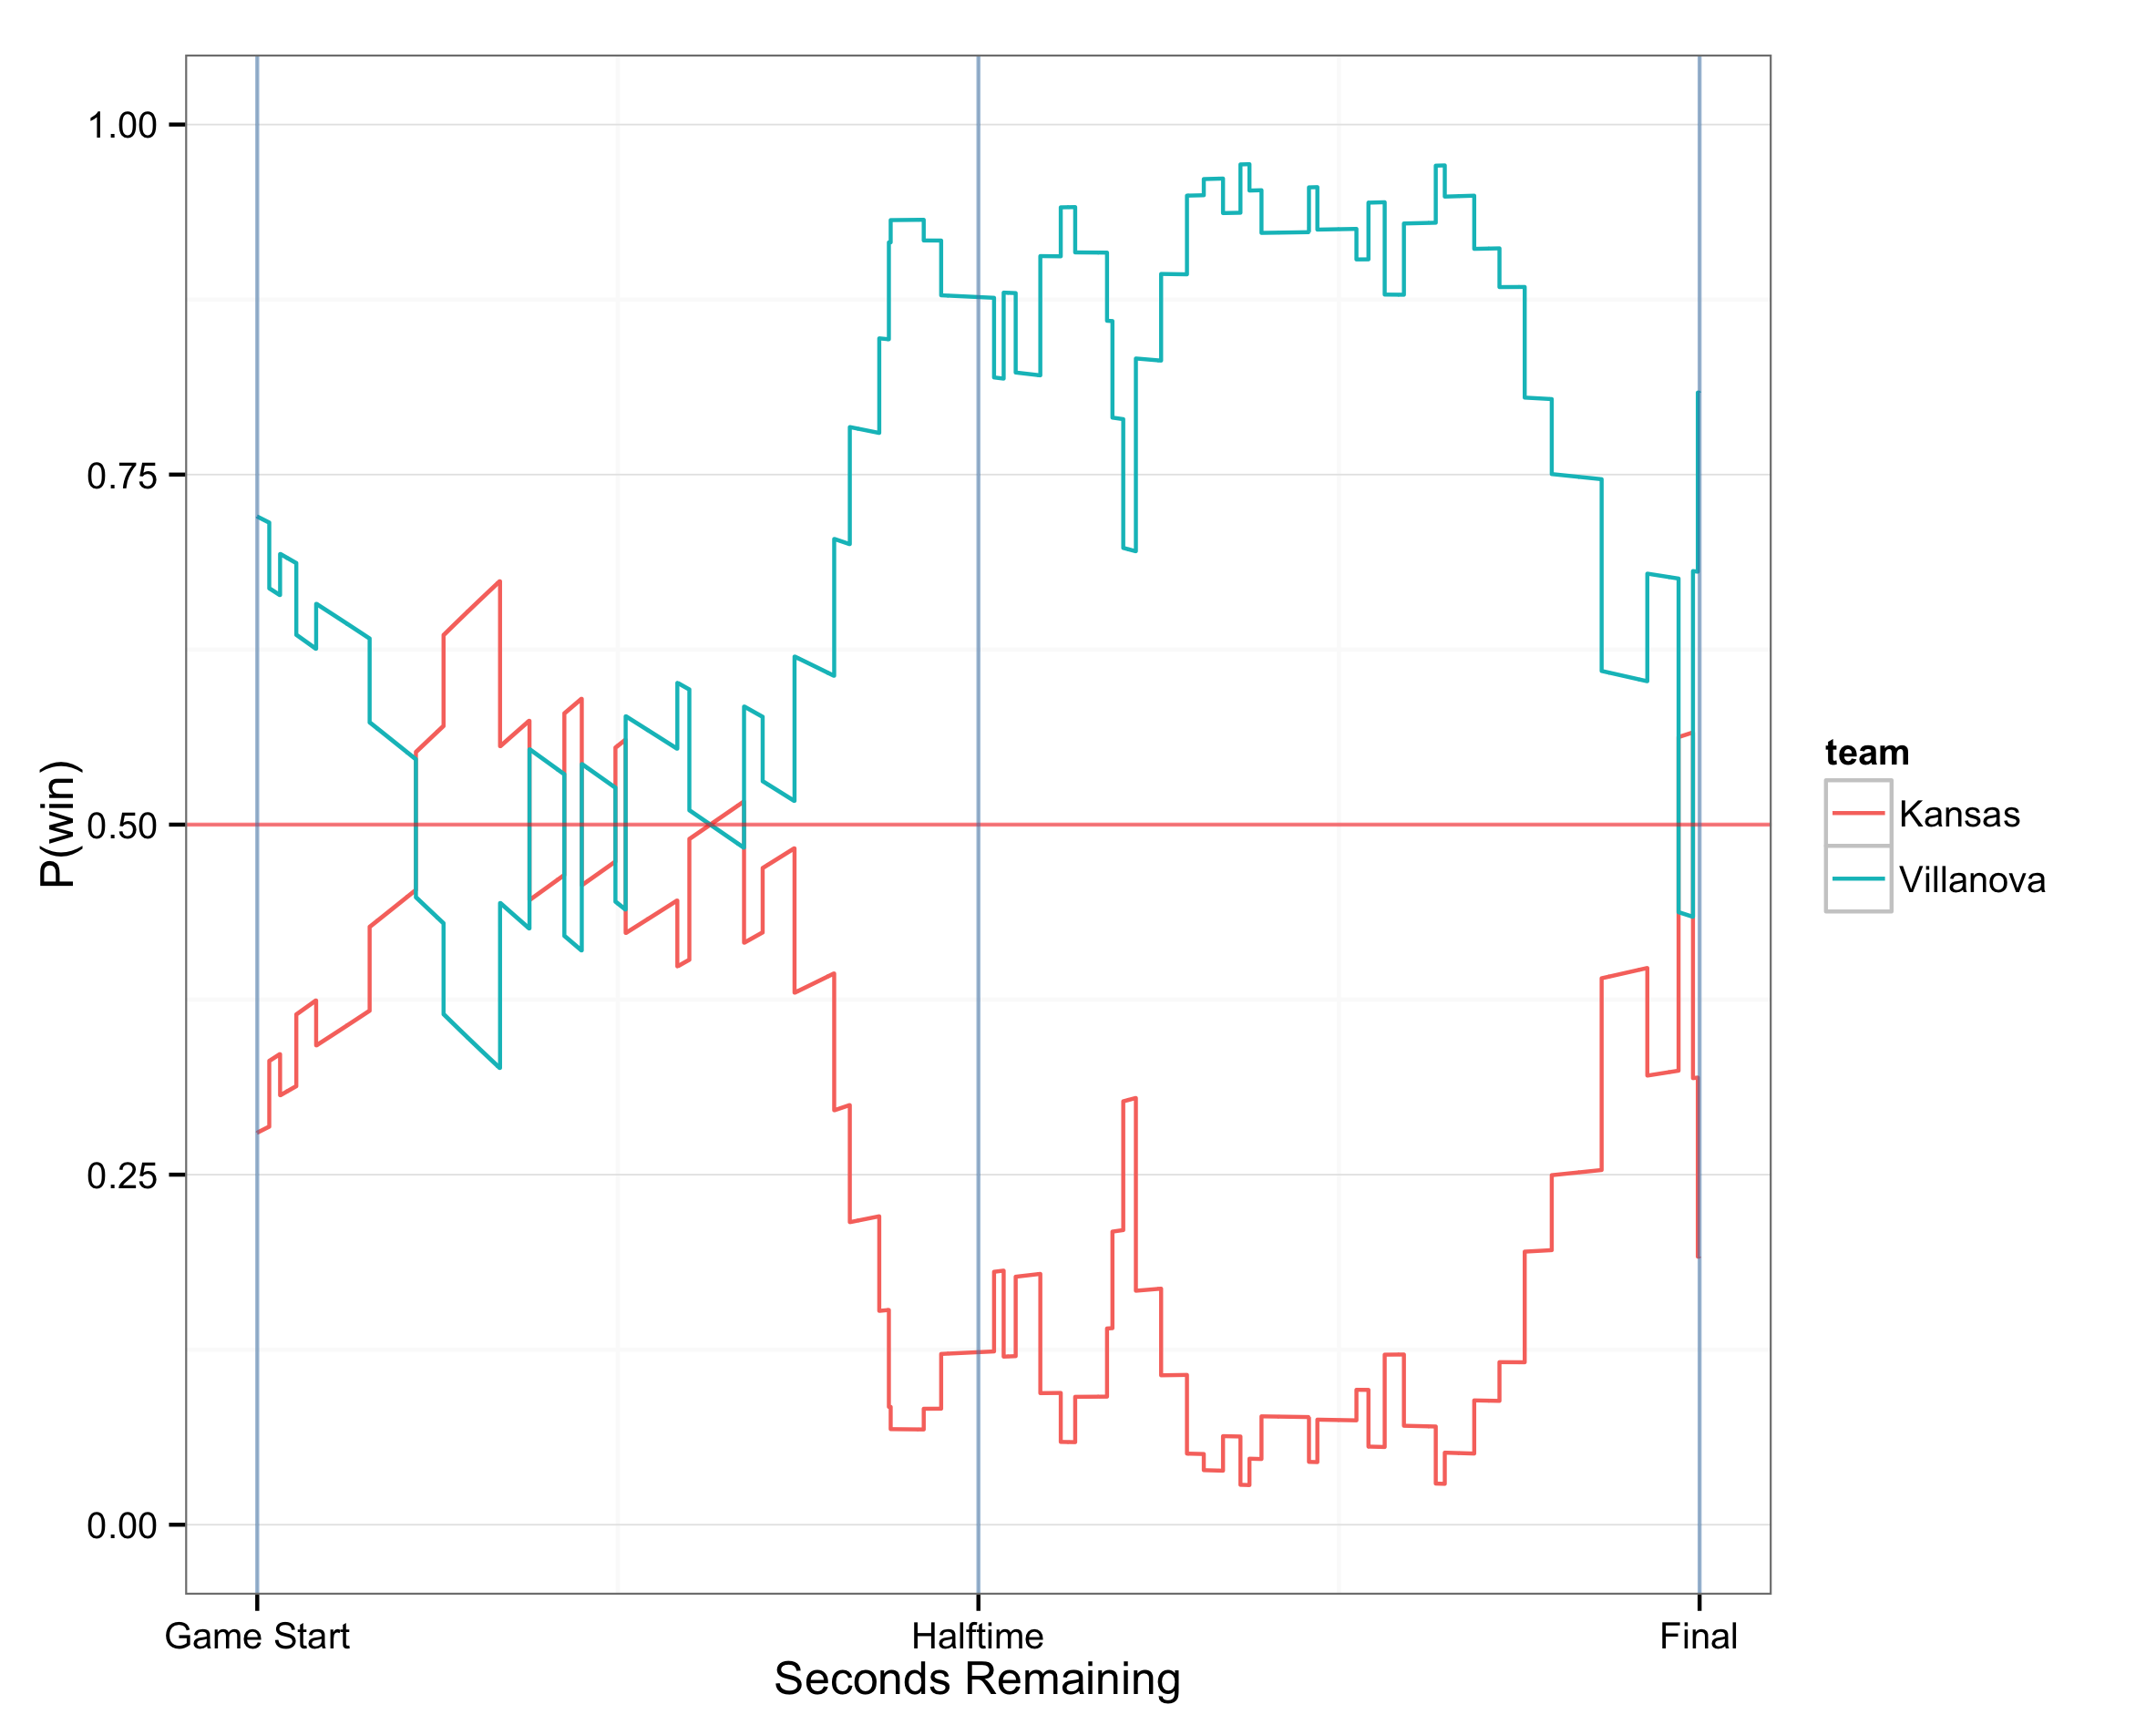 1.00
0.75
0.50
0.25
0.00
P(win)
Game Start
Halftime
Final
Seconds Remaining
team
Kansas
Villanova